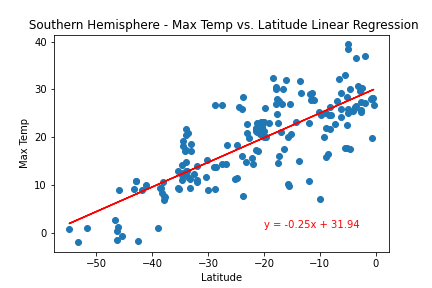 Southern Hemisphere - Max Temp vs. Latitude Linear Regression
40
30
20
10
0
Max Temp
y = -0.25x + 31.94
−50
−40
−30
−20
−10
0
Latitude